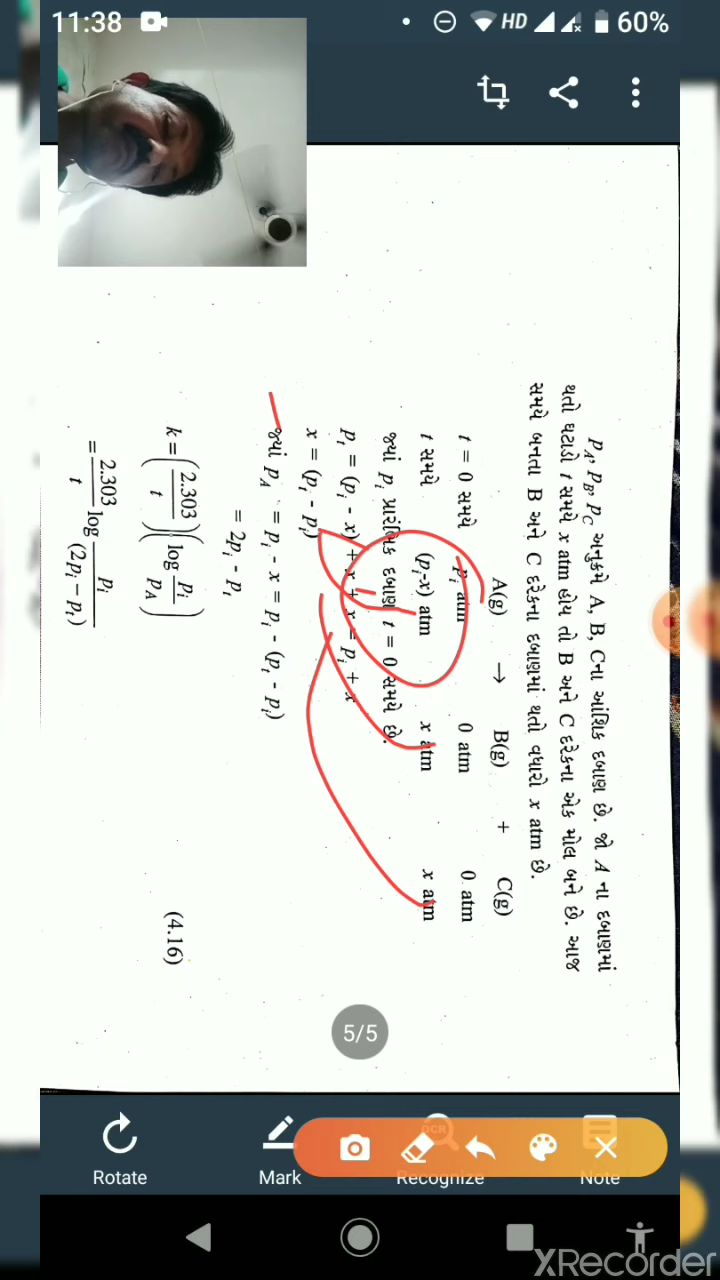 11:38
HD
60%
p_A, p_B, p_C અનુક્રમે A, B, Cના આંશિક દબાણ છે. જો A ના દબાણમાં
થતો ઘટાડો t સમયે x atm હોય તો B અને C દરેકના એક મોલ બને છે. આજ
સમયે બનતા B અને C દરેકના દબાણમાં થતો વધારો x atm છે.
A(g) → B(g) + C(g)
t = 0 સમયે p_i atm 0 atm 0 atm
t સમયે (p_i-x) atm x atm x atm
જ્યાં p_i પ્રારંભિક દબાણ t = 0 સમયે છે.
p_t = (p_i - x) + x + x = p_i + x
x = (p_t - p_i)
જ્યાં p_A = p_i - x = p_i - (p_t - p_i)
= 2p_i - p_t
k = (2.303/t)(log p_i/p_A) (4.16)
= 2.303/t log p_i/(2p_i - p_t)
5/5
Rotate
Mark
OCR
Recognize
Note
XRecorder